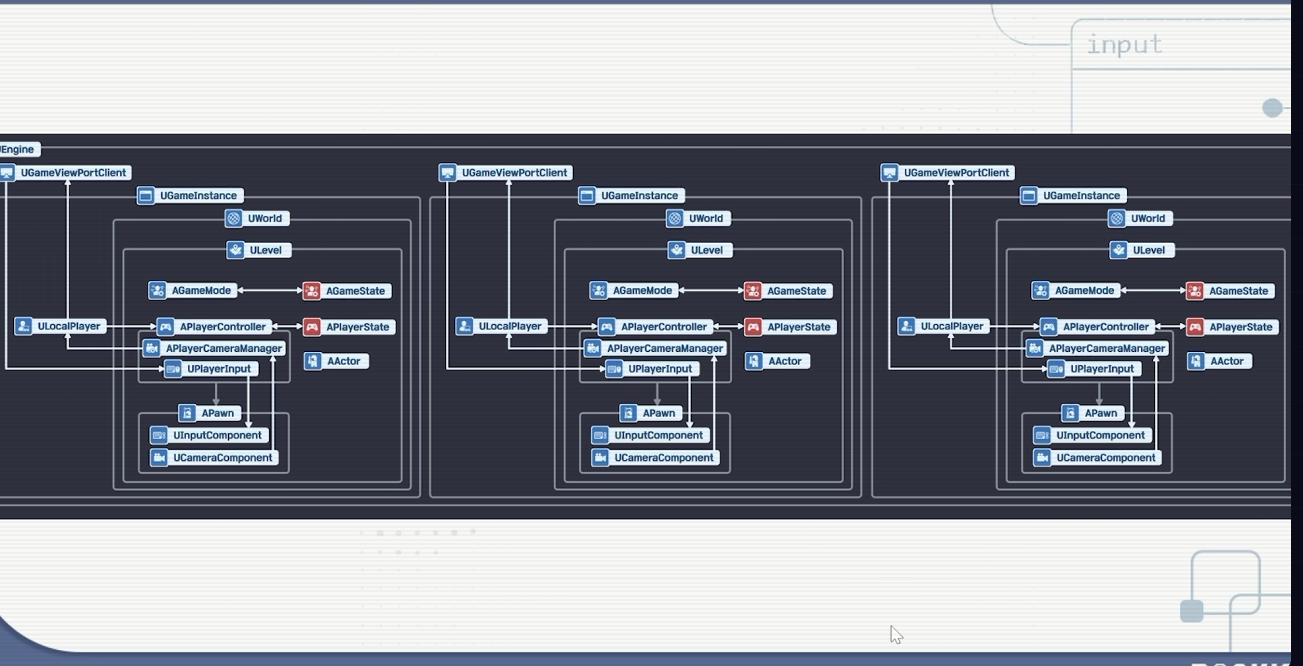 input
UGameViewPortClient UGameViewPortClient UGameViewPortClient
UGameInstance UGameInstance UGameInstance
UWorld UWorld UWorld
ULevel ULevel ULevel
AGameMode AGameState AGameMode AGameState AGameMode AGameState
ULocalPlayer APlayerController APlayerState ULocalPlayer APlayerController APlayerState ULocalPlayer APlayerController APlayerState
APlayerCameraManager APlayerCameraManager APlayerCameraManager
AActor AActor AActor
UPlayerInput UPlayerInput UPlayerInput
APawn APawn APawn
UInputComponent UInputComponent UInputComponent
UCameraComponent UCameraComponent UCameraComponent